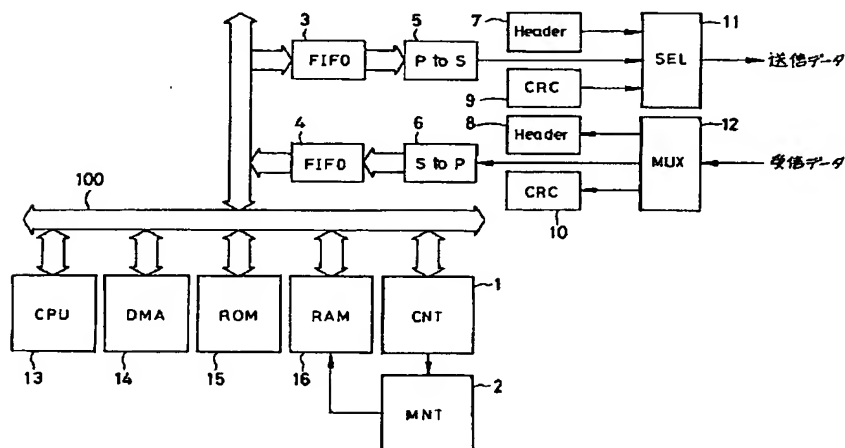 3 5 7 11
FIFO P to S Header SEL 送信データ
9 CRC
4 6 8 12
FIFO S to P Header MUX 受信データ
CRC
10
100
1
CPU DMA ROM RAM CNT
13 14 15 16
2
MNT